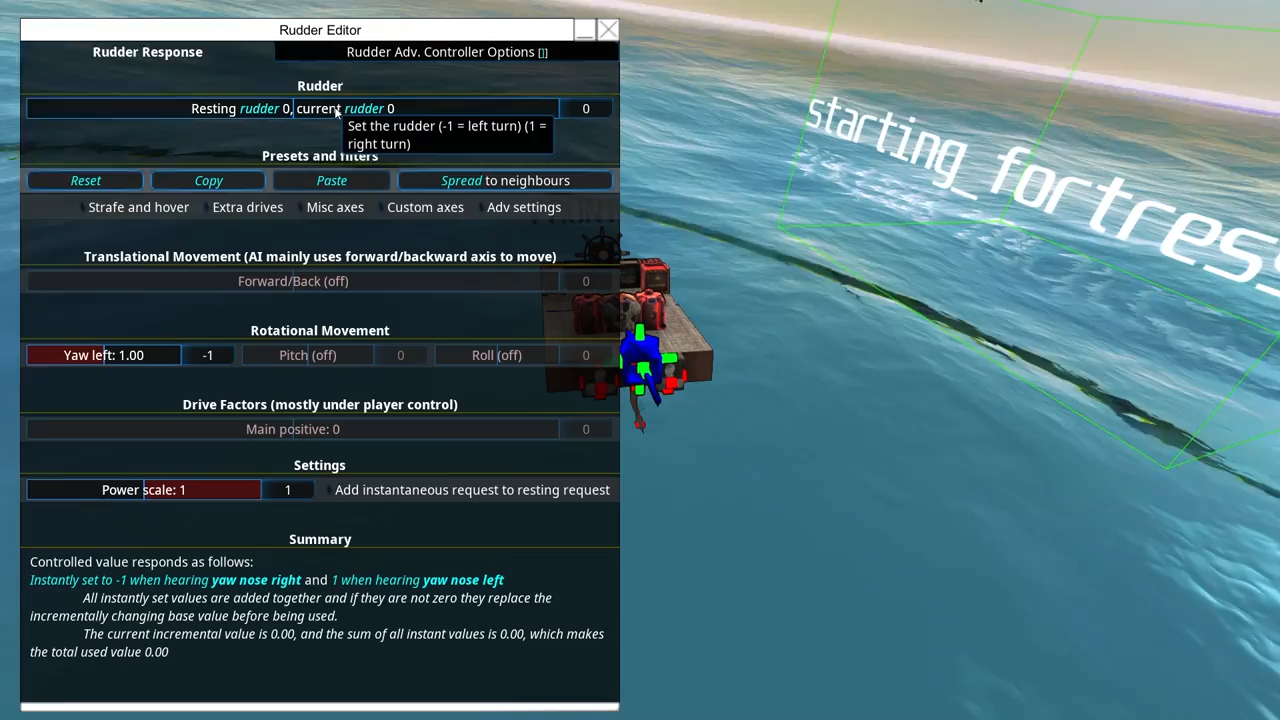 Rudder Editor
Rudder Response
Rudder Adv. Controller Options []
Rudder
Resting rudder 0, current rudder 0
0
Set the rudder (-1 = left turn) (1 =
right turn)
Presets and filters
Reset
Copy
Paste
Spread to neighbours
Strafe and hover
Extra drives
Misc axes
Custom axes
Adv settings
Translational Movement (AI mainly uses forward/backward axis to move)
Forward/Back (off)
0
Rotational Movement
Yaw left: 1.00
-1
Pitch (off)
0
Roll (off)
0
Drive Factors (mostly under player control)
Main positive: 0
0
Settings
Power scale: 1
1
Add instantaneous request to resting request
Summary
Controlled value responds as follows:
Instantly set to -1 when hearing yaw nose right and 1 when hearing yaw nose left
All instantly set values are added together and if they are not zero they replace the
incrementally changing base value before being used.
The current incremental value is 0.00, and the sum of all instant values is 0.00, which makes
the total used value 0.00
starting_fortress